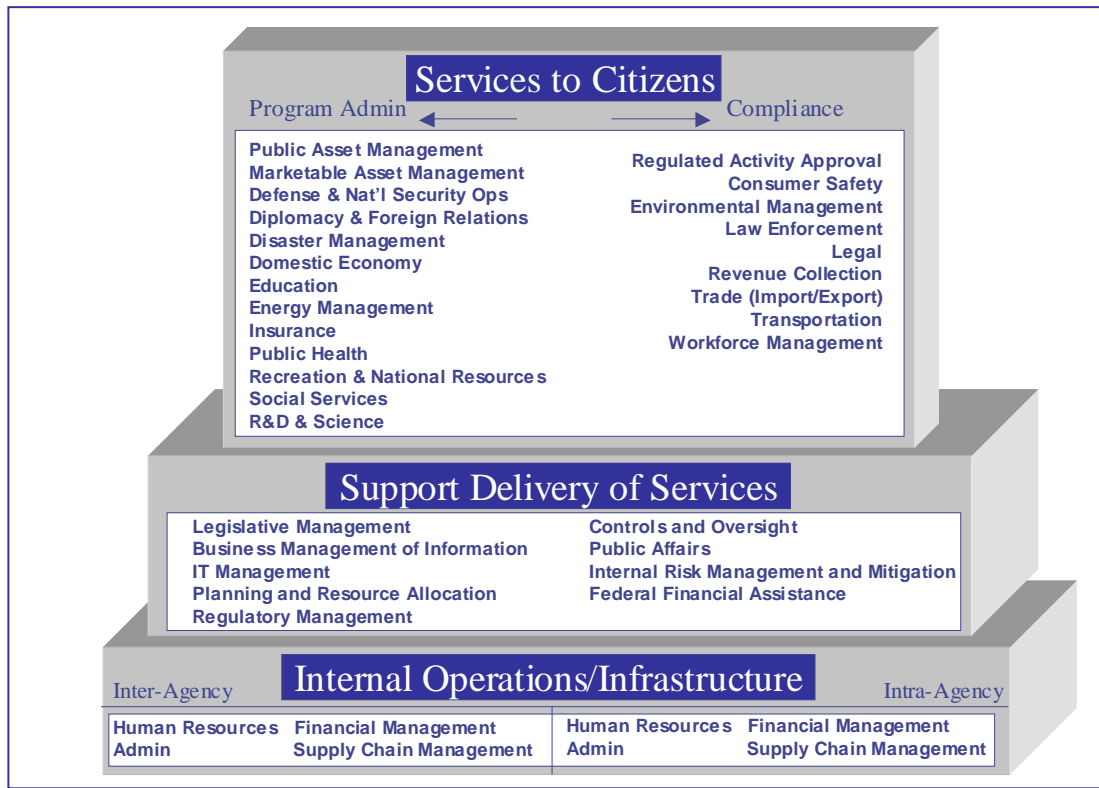 Services to Citizens
Program Admin
Compliance
Public Asset Management
Marketable Asset Management
Defense & Nat'l Security Ops
Diplomacy & Foreign Relations
Disaster Management
Domestic Economy
Education
Energy Management
Insurance
Public Health
Recreation & National Resources
Social Services
R&D & Science
Regulated Activity Approval
Consumer Safety
Environmental Management
Law Enforcement
Legal
Revenue Collection
Trade (Import/Export)
Transportation
Workforce Management
Support Delivery of Services
Legislative Management
Business Management of Information
IT Management
Planning and Resource Allocation
Regulatory Management
Controls and Oversight
Public Affairs
Internal Risk Management and Mitigation
Federal Financial Assistance
Internal Operations/Infrastructure
Inter-Agency
Intra-Agency
Human Resources
Admin
Financial Management
Supply Chain Management
Human Resources
Admin
Financial Management
Supply Chain Management